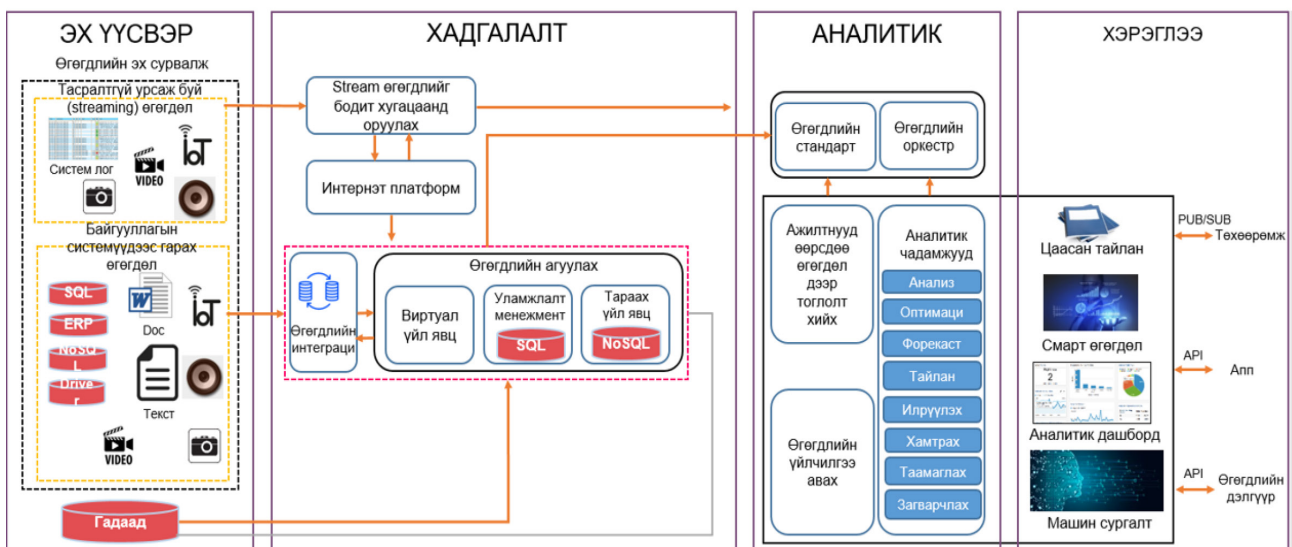 ЭХ ҮҮСВЭР
Өгөгдлийн эх сурвалж
Тасралтгүй урсаж буй
(streaming) өгөгдөл
Систем лог
VIDEO
IoT
Байгууллагын
системүүдээс гарах
өгөгдөл
SQL
ERP
NoSQ
L
Drive
r
W
Doc
IoT
Текст
VIDEO
Гадаад
ХАДГАЛАЛТ
Stream өгөгдлийг
бодит хугацаанд
оруулах
Интернэт платформ
Өгөгдлийн
интеграци
Өгөгдлийн агуулах
Виртуал
үйл явц
Уламжлалт
менежмент
SQL
Тараах
үйл явц
NoSQL
АНАЛИТИК
Өгөгдлийн
стандарт
Өгөгдлийн
оркестр
Ажилтнууд
өөрсдөө
өгөгдөл
дээр
тоглолт
хийх
Өгөгдлийн
үйлчилгээ
авах
Аналитик
чадамжууд
Анализ
Оптимаци
Форекаст
Тайлан
Илрүүлэх
Хамтрах
Таамаглах
Загварчлах
ХЭРЭГЛЭЭ
Цаасан тайлан
Смарт өгөгдөл
Аналитик дашборд
Машин сургалт
PUB/SUB
Төхөөрөмж
API
Апп
API
Өгөгдлийн
дэлгүүр